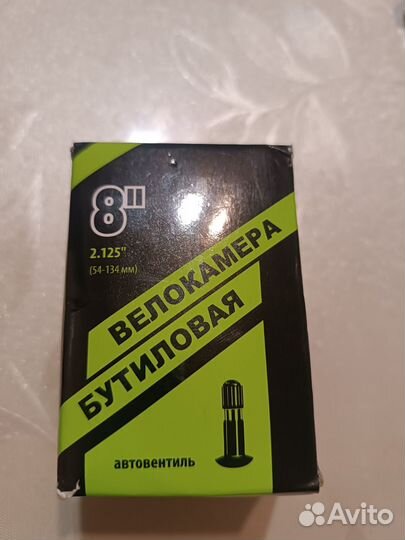 8"
2.125"
(54-134 мм)
ВЕЛОКАМЕРА
БУТИЛОВАЯ
автовентиль
Avito